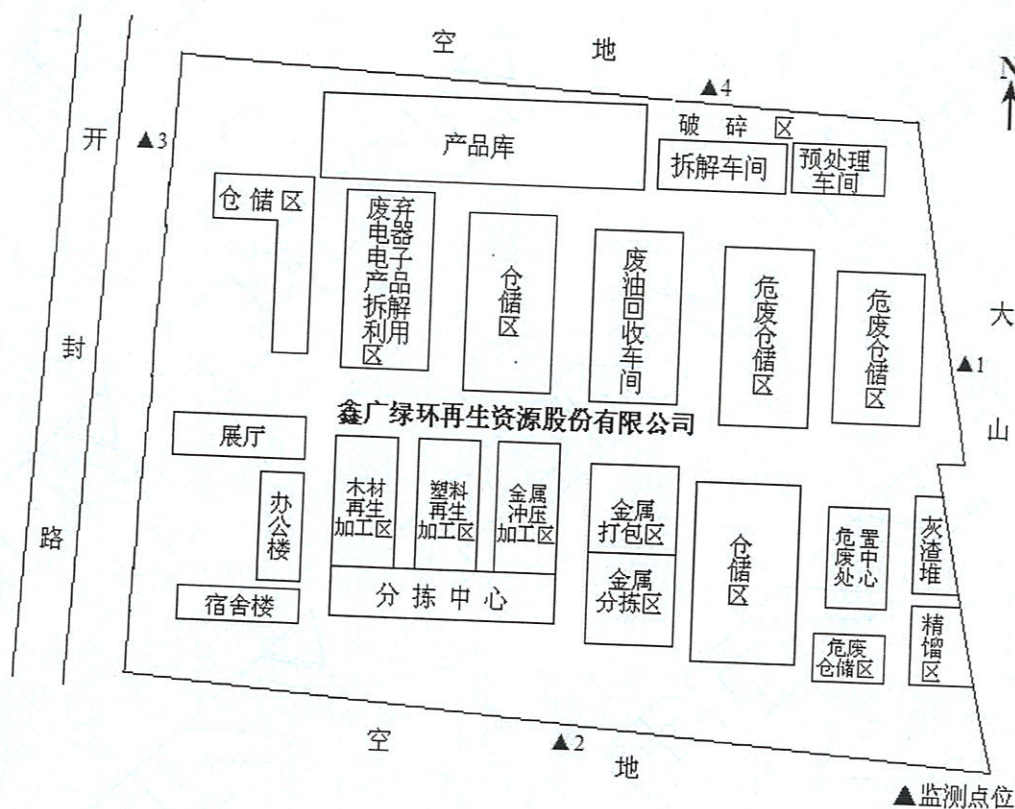 空 地
N
▲4
开
▲3
破 碎 区
产品库
拆解车间
预处理
车间
仓 储 区
废弃
电器
电子
产品
拆解
利用
区
仓
储
区
废
油
回
收
车
间
危
废
仓
储
区
危
废
仓
储
区
大
封
▲1
鑫广绿环再生资源股份有限公司
山
展厅
木材
再生
加工区
塑料
再生
加工区
金属
冲压
加工区
金属
打包区
办
公
楼
仓
储
区
危废处
置中心
灰
渣
堆
路
宿舍楼
分 拣 中 心
金属
分拣区
精
馏
区
危废
仓储区
空
▲2
地
▲监测点位